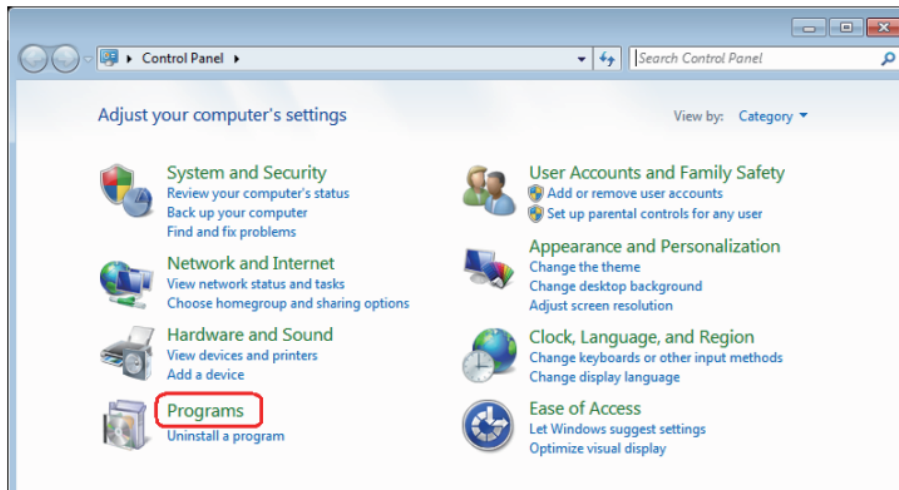 Control Panel
Search Control Panel
Adjust your computer's settings
View by: Category
System and Security
Review your computer's status
Back up your computer
Find and fix problems
Network and Internet
View network status and tasks
Choose homegroup and sharing options
Hardware and Sound
View devices and printers
Add a device
Programs
Uninstall a program
User Accounts and Family Safety
Add or remove user accounts
Set up parental controls for any user
Appearance and Personalization
Change the theme
Change desktop background
Adjust screen resolution
Clock, Language, and Region
Change keyboards or other input methods
Change display language
Ease of Access
Let Windows suggest settings
Optimize visual display